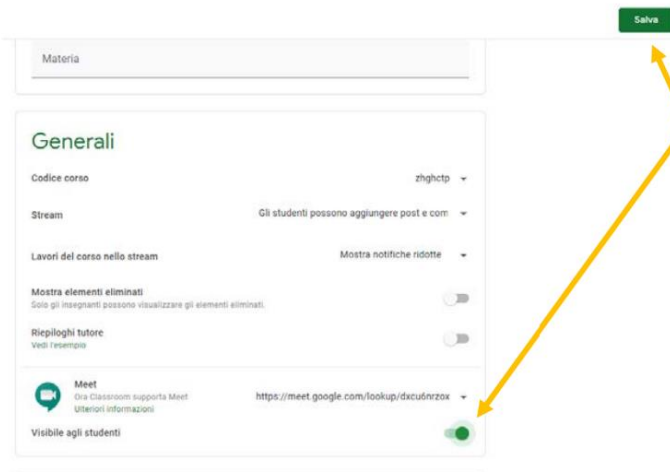 Salva
Materia
Generali
Codice corso zhghctp
Stream Gli studenti possono aggiungere post e com
Lavori del corso nello stream Mostra notifiche ridotte
Mostra elementi eliminati
Solo gli insegnanti possono visualizzare gli elementi eliminati.
Riepiloghi tutore
Vedi l'esempio
Meet
Ora Classroom supporta Meet https://meet.google.com/lookup/dxcu6nrzox
Ulteriori informazioni
Visibile agli studenti